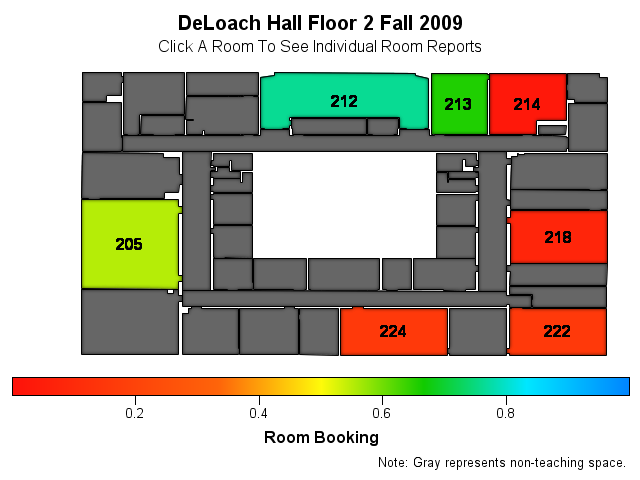 DeLoach Hall Floor 2 Fall 2009
Click A Room To See Individual Room Reports
212
213
214
205
218
224
222
0.2
0.4
0.6
0.8
Room Booking
Note: Gray represents non-teaching space.